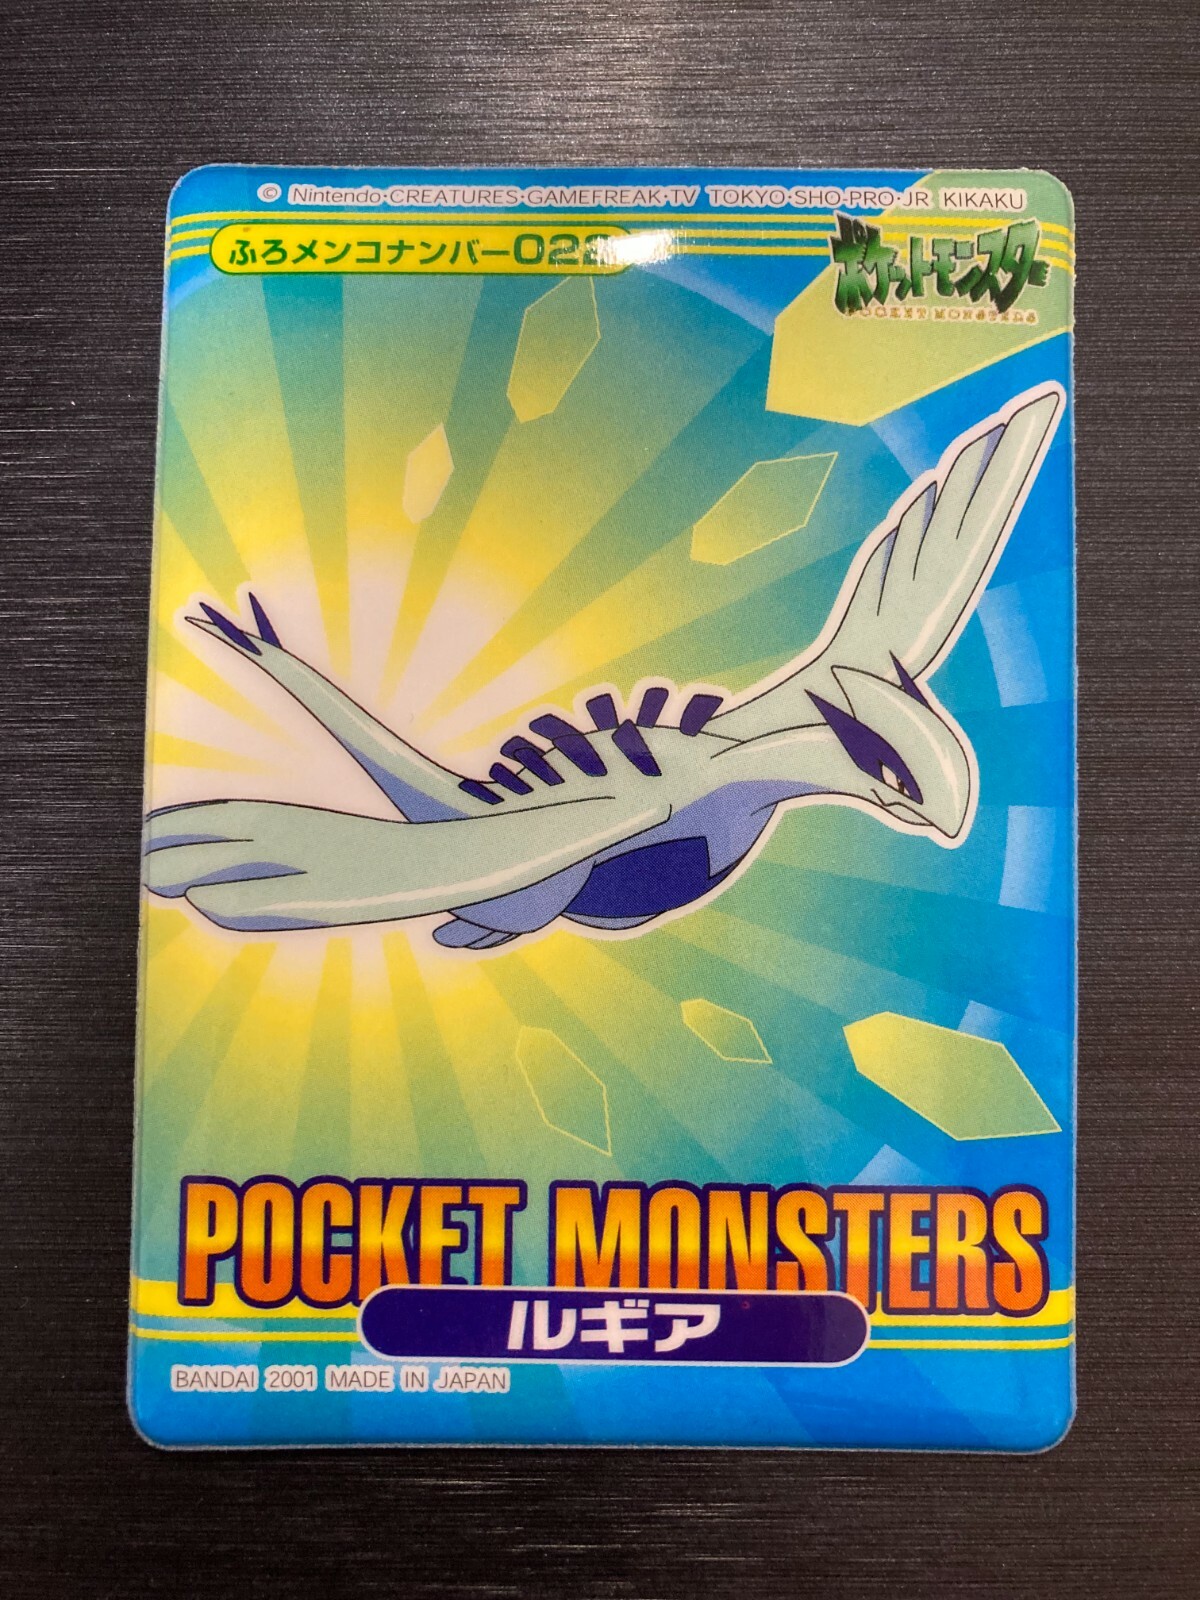 © Nintendo·CREATURES·GAMEFREAK·TV TOKYO·SHO-PRO·JR KIKAKU
ふろメンコナンバー022
ポケットモンスター
POCKET MONSTERS
POCKET MONSTERS
ルギア
BANDAI 2001 MADE IN JAPAN